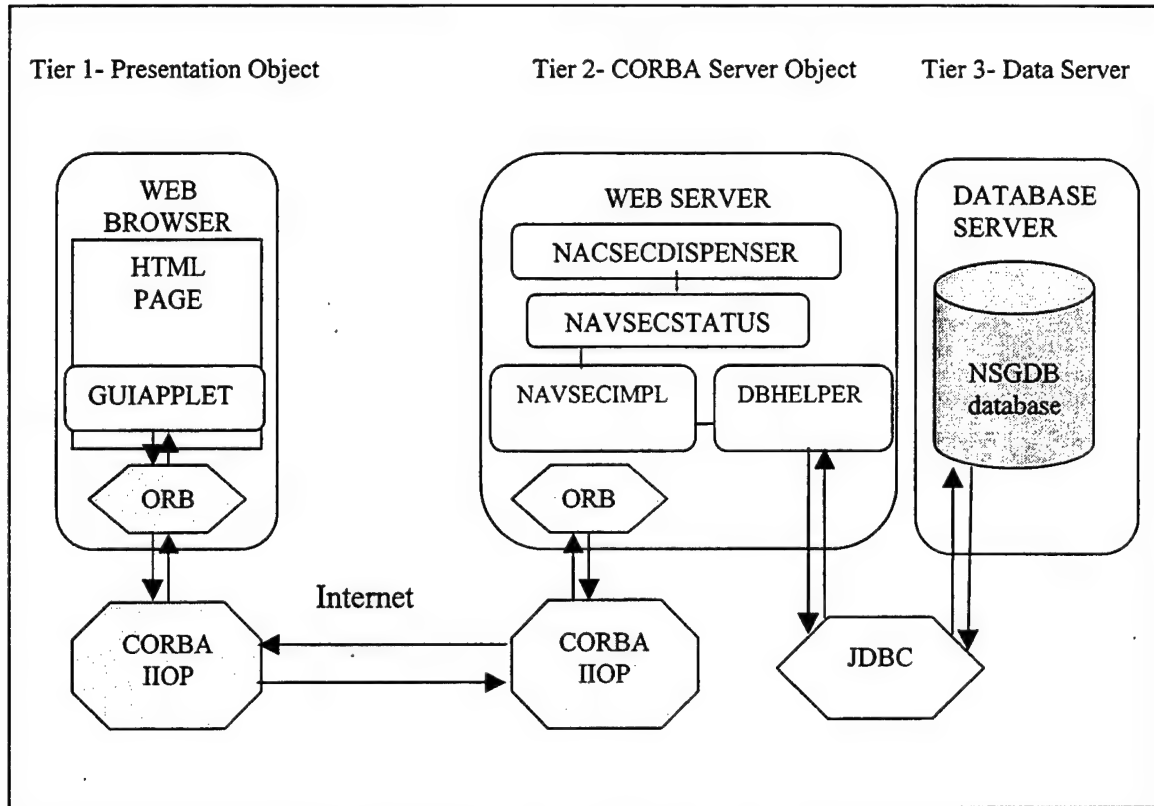 Tier 1- Presentation Object
Tier 2- CORBA Server Object
Tier 3- Data Server
WEB
BROWSER
HTML
PAGE
GUIAPPLET
ORB
CORBA
IIOP
Internet
WEB SERVER
NACSECDISPENSER
NAVSECSTATUS
NAVSECIMPL
DBHELPER
ORB
CORBA
IIOP
JDBC
DATABASE
SERVER
NSGDB
database